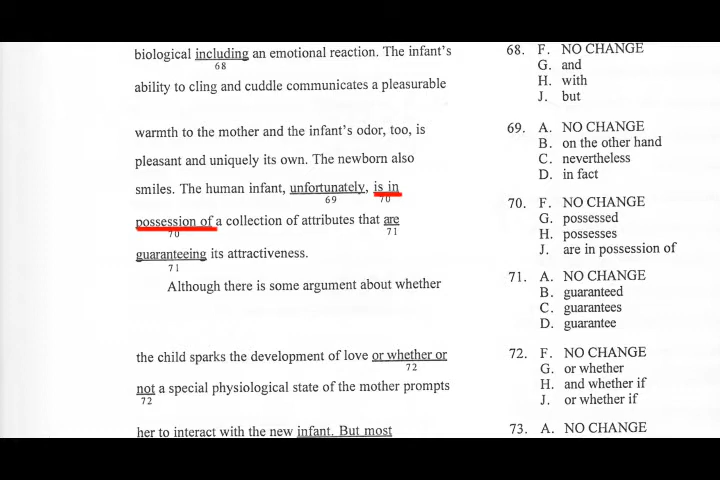 biological including an emotional reaction. The infant's
68
ability to cling and cuddle communicates a pleasurable
warmth to the mother and the infant's odor, too, is
pleasant and uniquely its own. The newborn also
smiles. The human infant, unfortunately, is in
69 70
possession of a collection of attributes that are
70 71
guaranteeing its attractiveness.
71
Although there is some argument about whether
the child sparks the development of love or whether or
72
not a special physiological state of the mother prompts
72
her to interact with the new infant. But most
68. F. NO CHANGE
G. and
H. with
J. but
69. A. NO CHANGE
B. on the other hand
C. nevertheless
D. in fact
70. F. NO CHANGE
G. possessed
H. possesses
J. are in possession of
71. A. NO CHANGE
B. guaranteed
C. guarantees
D. guarantee
72. F. NO CHANGE
G. or whether
H. and whether if
J. or whether if
73. A. NO CHANGE